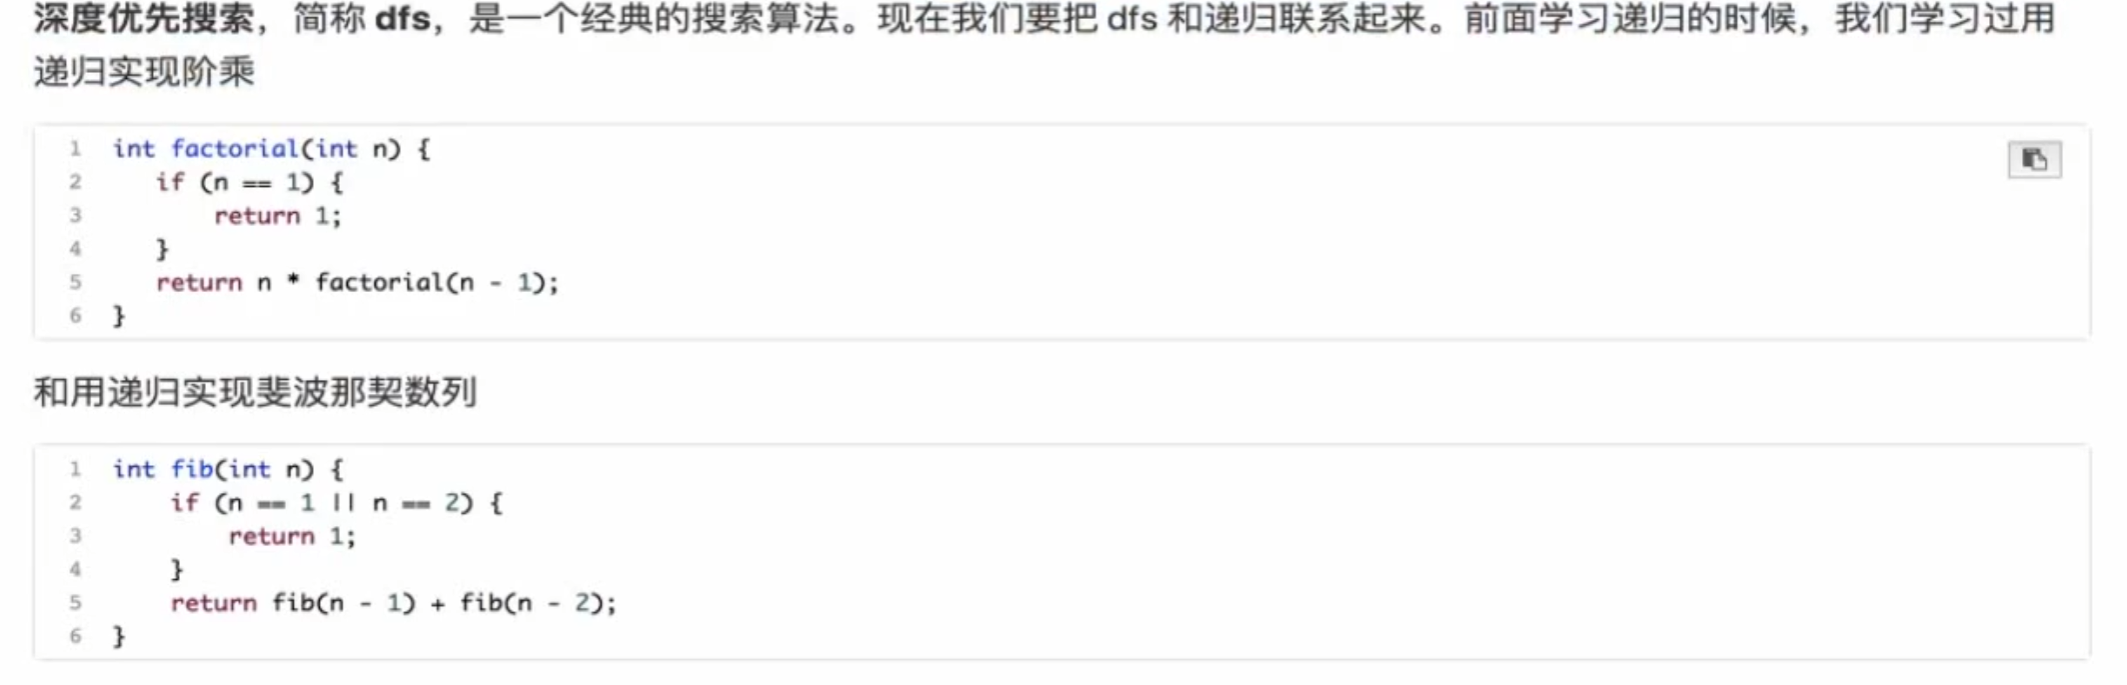 深度优先搜索，简称 dfs，是一个经典的搜索算法。现在我们要把 dfs 和递归联系起来。前面学习递归的时候，我们学习过用
递归实现阶乘
1 int factorial(int n) {
2     if (n == 1) {
3         return 1;
4     }
5     return n * factorial(n - 1);
6 }
和用递归实现斐波那契数列
1 int fib(int n) {
2     if (n == 1 || n == 2) {
3         return 1;
4     }
5     return fib(n - 1) + fib(n - 2);
6 }